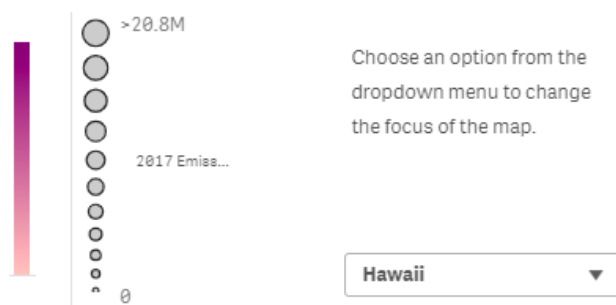 >20.8M
2017 Emiss...
0
Choose an option from the
dropdown menu to change
the focus of the map.
Hawaii